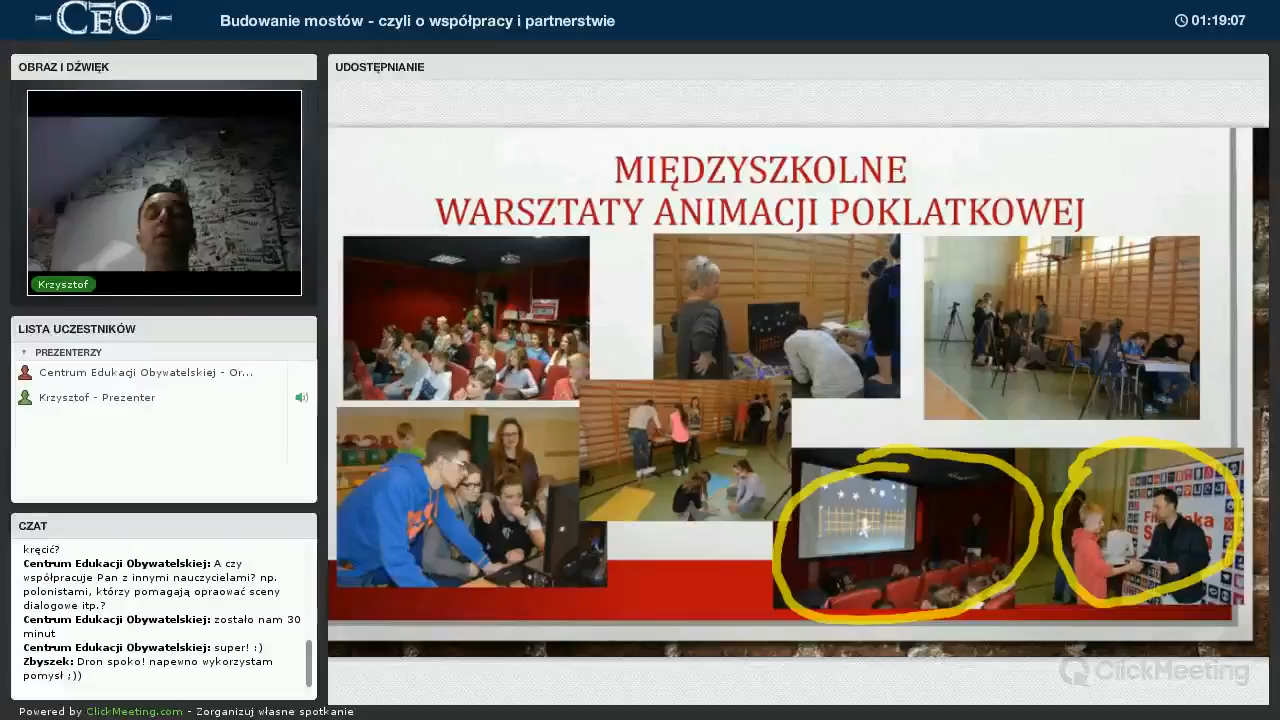 CEO
Budowanie mostów - czyli o współpracy i partnerstwie
01:19:07
OBRAZ I DŹWIĘK
Krzysztof
LISTA UCZESTNIKÓW
PREZENTERZY
Centrum Edukacji Obywatelskiej - Or...
Krzysztof - Prezenter
CZAT
kręcić?
Centrum Edukacji Obywatelskiej: A czy
współpracuje Pan z innymi nauczycielami? np.
polonistami, którzy pomagają opraować sceny
dialogowe itp.?
Centrum Edukacji Obywatelskiej: zostało nam 30
minut
Centrum Edukacji Obywatelskiej: super! :)
Zbyszek: Dron spoko! napewno wykorzystam
pomysł ;))
Powered by ClickMeeting.com - Zorganizuj własne spotkanie
UDOSTĘPNIANIE
MIĘDZYSZKOLNE
WARSZTATY ANIMACJI POKLATKOWEJ
ClickMeeting